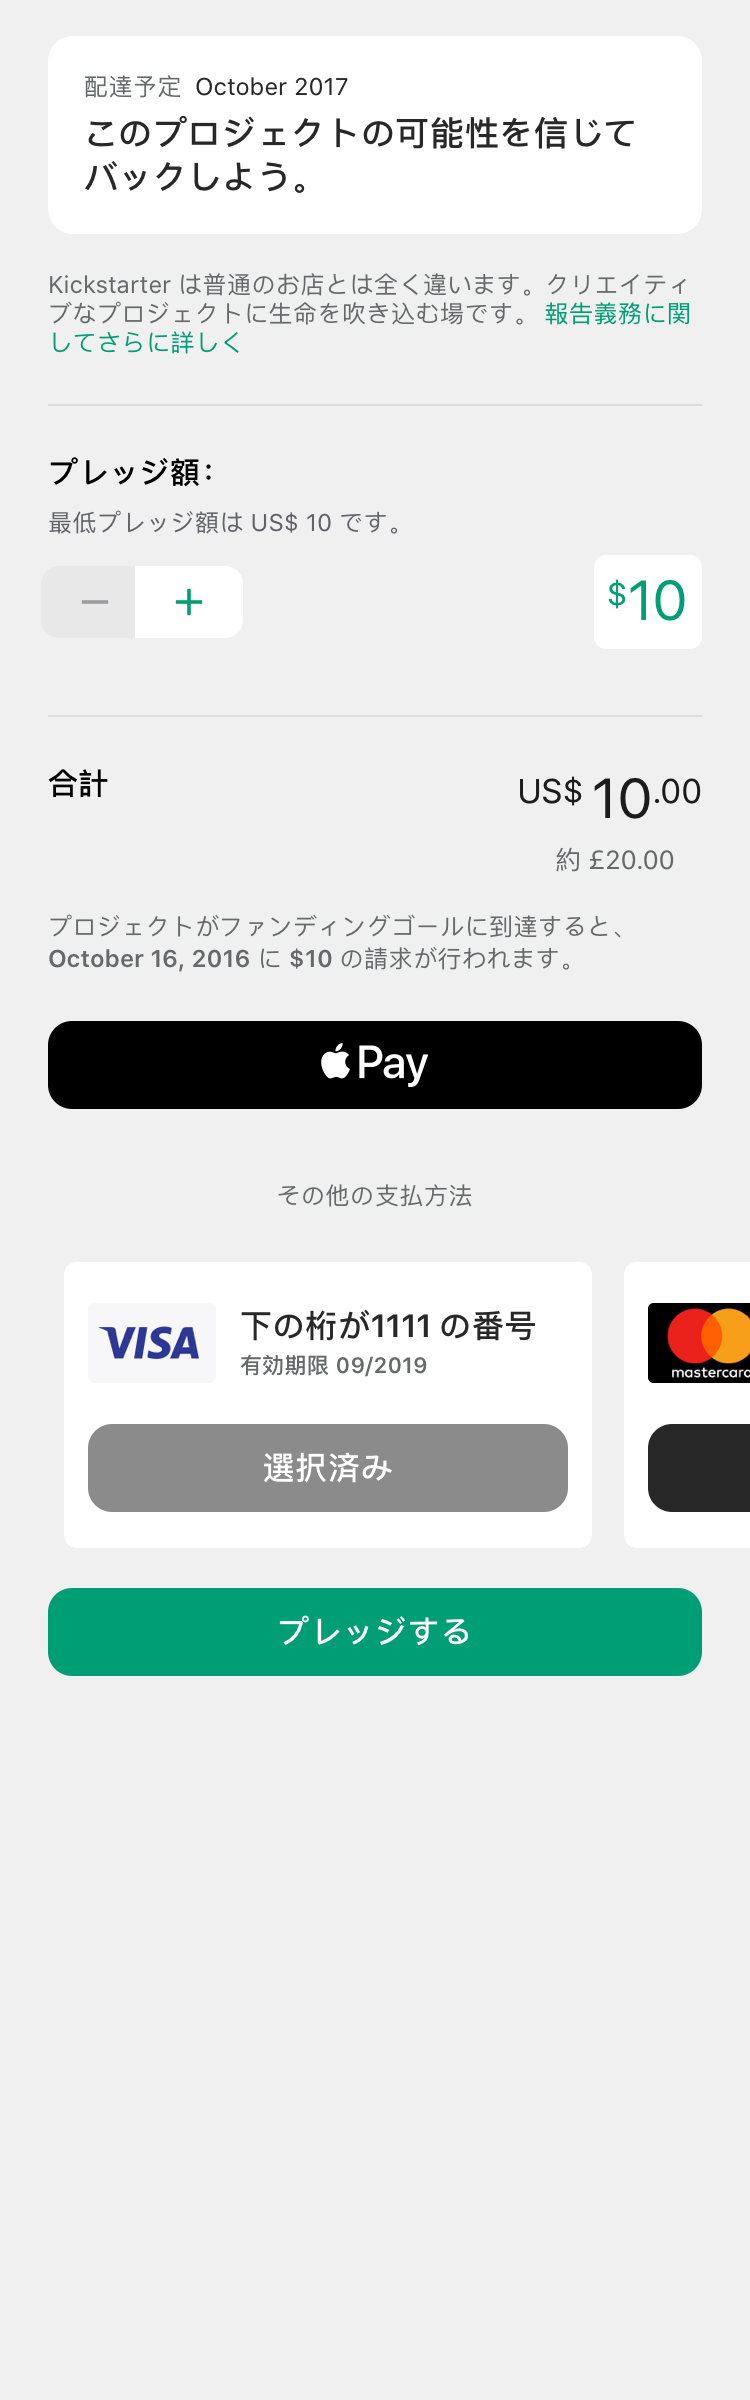 配達予定 October 2017
このプロジェクトの可能性を信じて
バックしよう。
Kickstarter は普通のお店とは全く違います。クリエイティ
ブなプロジェクトに生命を吹き込む場です。 報告義務に関
してさらに詳しく
プレッジ額：
最低プレッジ額は US$ 10 です。
− +
$10
合計
US$ 10.00
約 £20.00
プロジェクトがファンディングゴールに到達すると、
October 16, 2016 に $10 の請求が行われます。
Pay
その他の支払方法
VISA
下の桁が1111 の番号
有効期限 09/2019
選択済み
mastercard
プレッジする